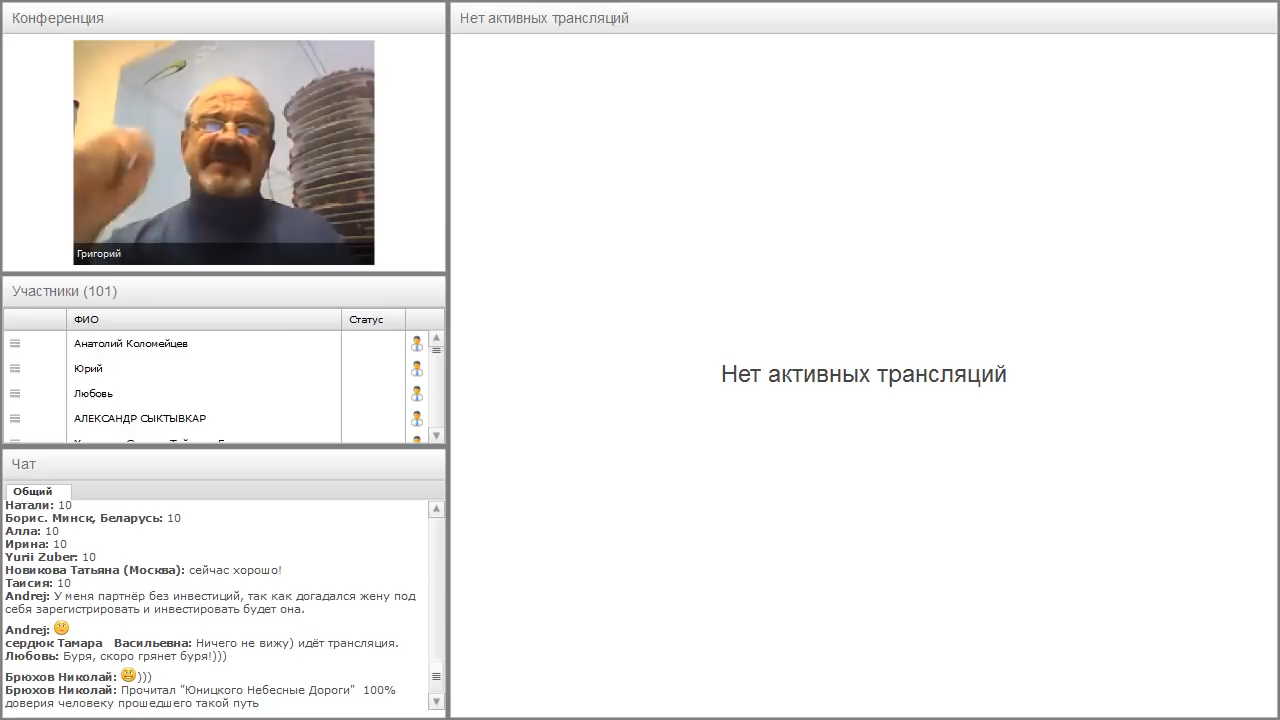 Конференция
Григорий
Участники (101)
ФИО
Статус
Анатолий Коломейцев
Юрий
Любовь
АЛЕКСАНДР СЫКТЫВКАР
Чат
Общий
Натали: 10
Борис. Минск, Беларусь: 10
Алла: 10
Ирина: 10
Yurii Zuber: 10
Новикова Татьяна (Москва): сейчас хорошо!
Таисия: 10
Andrej: У меня партнёр без инвестиций, так как догадался жену под
себя зарегистрировать и инвестировать будет она.
Andrej:
сердюк Тамара Васильевна: Ничего не вижу) идёт трансляция.
Любовь: Буря, скоро грянет буря!)))
Брюхов Николай: )))
Брюхов Николай: Прочитал "Юницкого Небесные Дороги" 100%
доверия человеку прошедшего такой путь
Нет активных трансляций
Нет активных трансляций